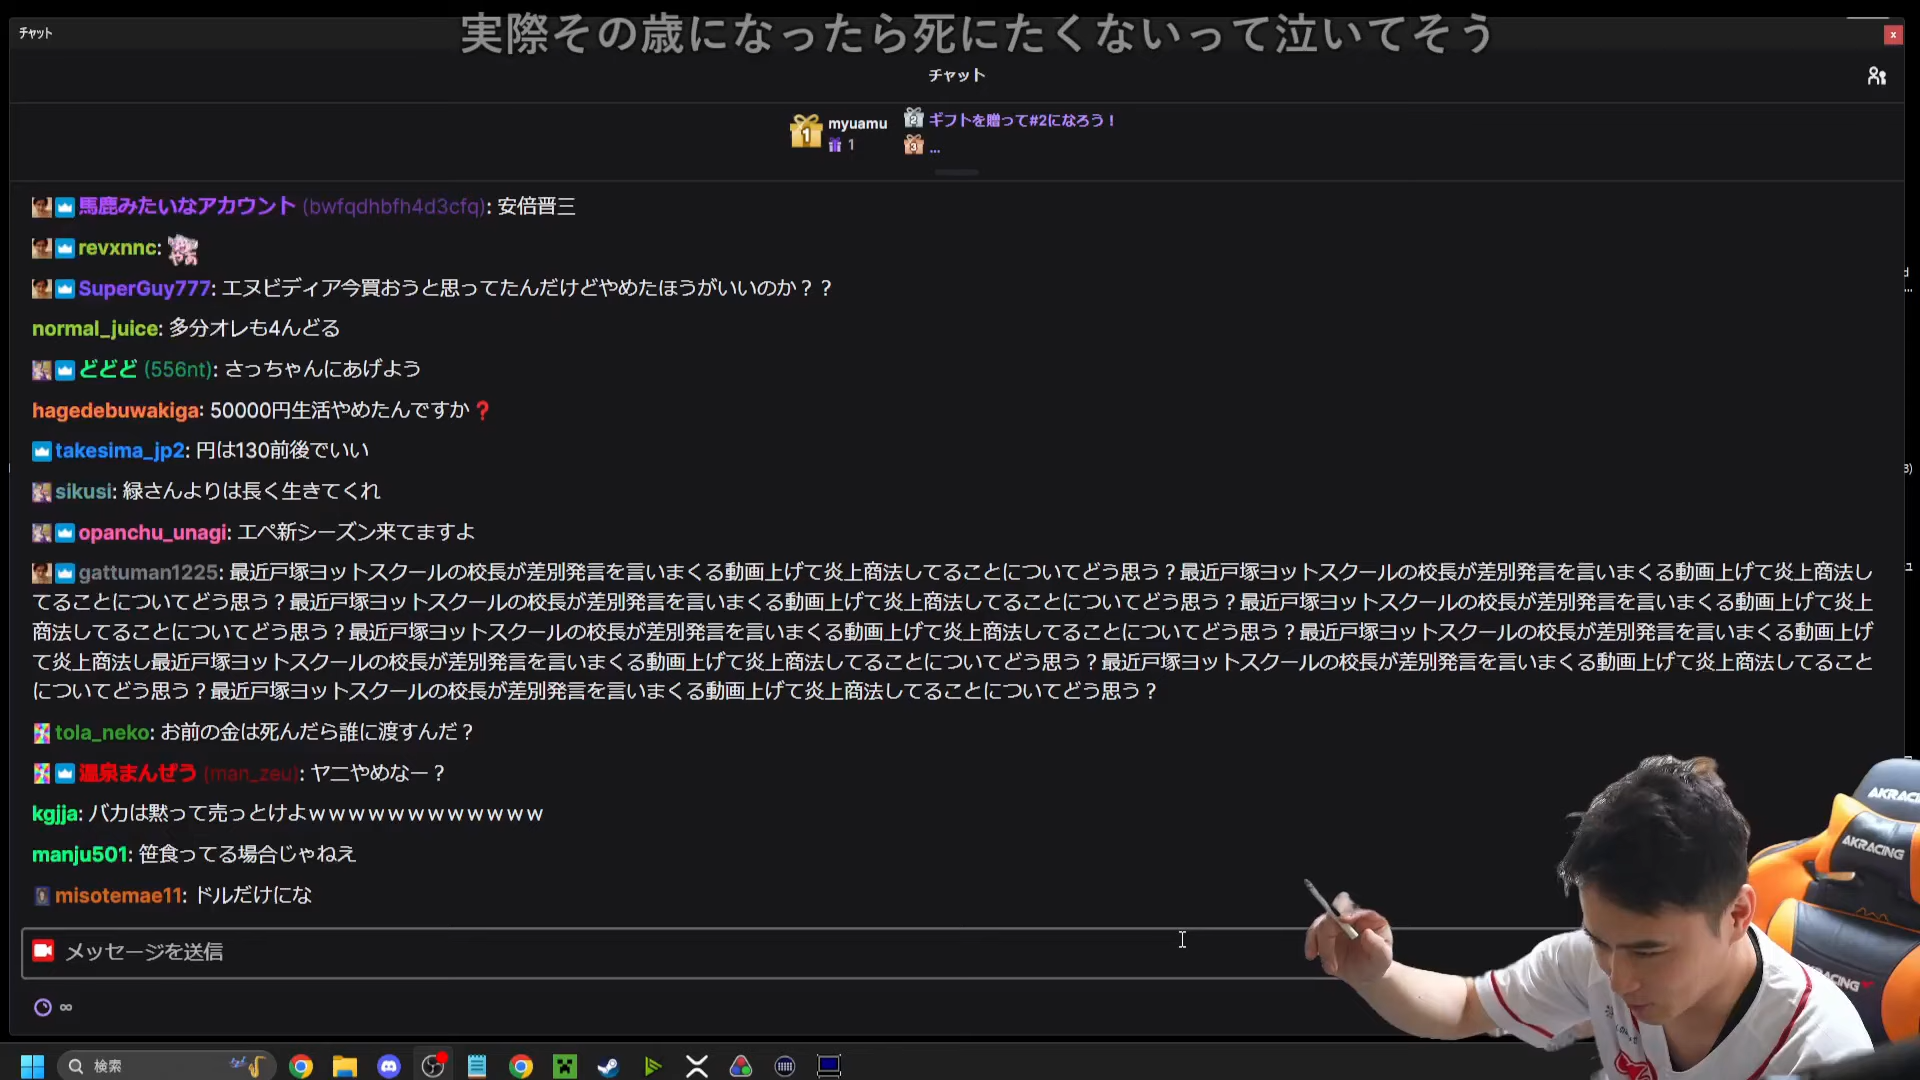 実際その歳になったら死にたくないって泣いてそう
チャット
チャット
myuamu
1
1
2
ギフトを贈って#2になろう！
3
...
馬鹿みたいなアカウント (bwfqdhbfh4d3cfq): 安倍晋三
revxnnc: やあ
SuperGuy777: エヌビディア今買おうと思ってたんだけどやめたほうがいいのか？？
normal_juice: 多分オレも4んどる
どどど (556nt): さっちゃんにあげよう
hagedebuwakiga: 50000円生活やめたんですか❓
takesima_jp2: 円は130前後でいい
sikusi: 緑さんよりは長く生きてくれ
opanchu_unagi: エペ新シーズン来てますよ
gattuman1225: 最近戸塚ヨットスクールの校長が差別発言を言いまくる動画上げて炎上商法してることについてどう思う？最近戸塚ヨットスクールの校長が差別発言を言いまくる動画上げて炎上商法し
てることについてどう思う？最近戸塚ヨットスクールの校長が差別発言を言いまくる動画上げて炎上商法してることについてどう思う？最近戸塚ヨットスクールの校長が差別発言を言いまくる動画上げて炎上
商法してることについてどう思う？最近戸塚ヨットスクールの校長が差別発言を言いまくる動画上げて炎上商法してることについてどう思う？最近戸塚ヨットスクールの校長が差別発言を言いまくる動画上げ
て炎上商法し最近戸塚ヨットスクールの校長が差別発言を言いまくる動画上げて炎上商法してることについてどう思う？最近戸塚ヨットスクールの校長が差別発言を言いまくる動画上げて炎上商法してること
についてどう思う？最近戸塚ヨットスクールの校長が差別発言を言いまくる動画上げて炎上商法してることについてどう思う？
tola_neko: お前の金は死んだら誰に渡すんだ？
温泉まんぜう (man_zeu): ヤニやめなー？
kgjja: バカは黙って売っとけよｗｗｗｗｗｗｗｗｗｗｗｗ
manju501: 笹食ってる場合じゃねえ
misotemae11: ドルだけにな
メッセージを送信
∞
検索
AKRACING
AKRACING